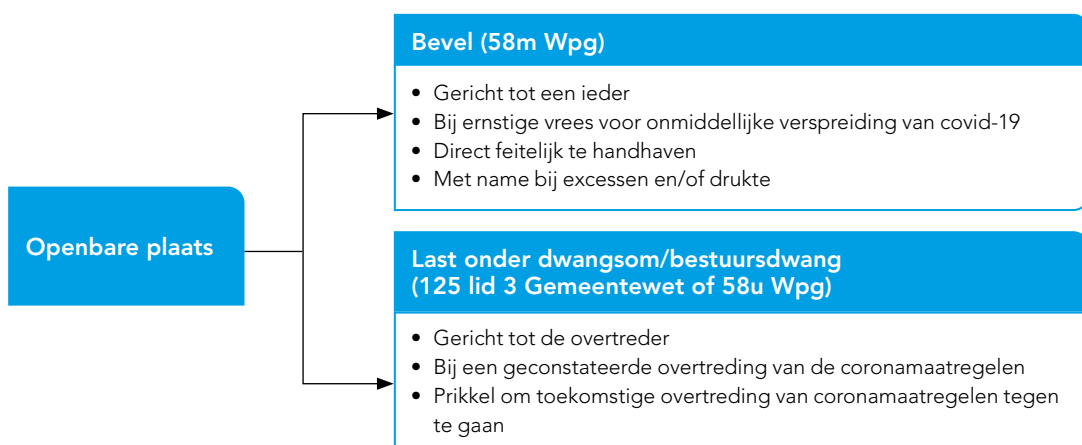 Openbare plaats
Bevel (58m Wpg)
• Gericht tot een ieder
• Bij ernstige vrees voor onmiddellijke verspreiding van covid-19
• Direct feitelijk te handhaven
• Met name bij excessen en/of drukte
Last onder dwangsom/bestuursdwang
(125 lid 3 Gemeentewet of 58u Wpg)
• Gericht tot de overtreder
• Bij een geconstateerde overtreding van de coronamaatregelen
• Prikkel om toekomstige overtreding van coronamaatregelen tegen
te gaan